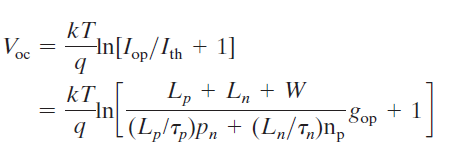 V_oc = kT/q ln[I_op/I_th + 1]
= kT/q ln[ (L_p + L_n + W) / ((L_p/τ_p)p_n + (L_n/τ_n)n_p) g_op + 1 ]